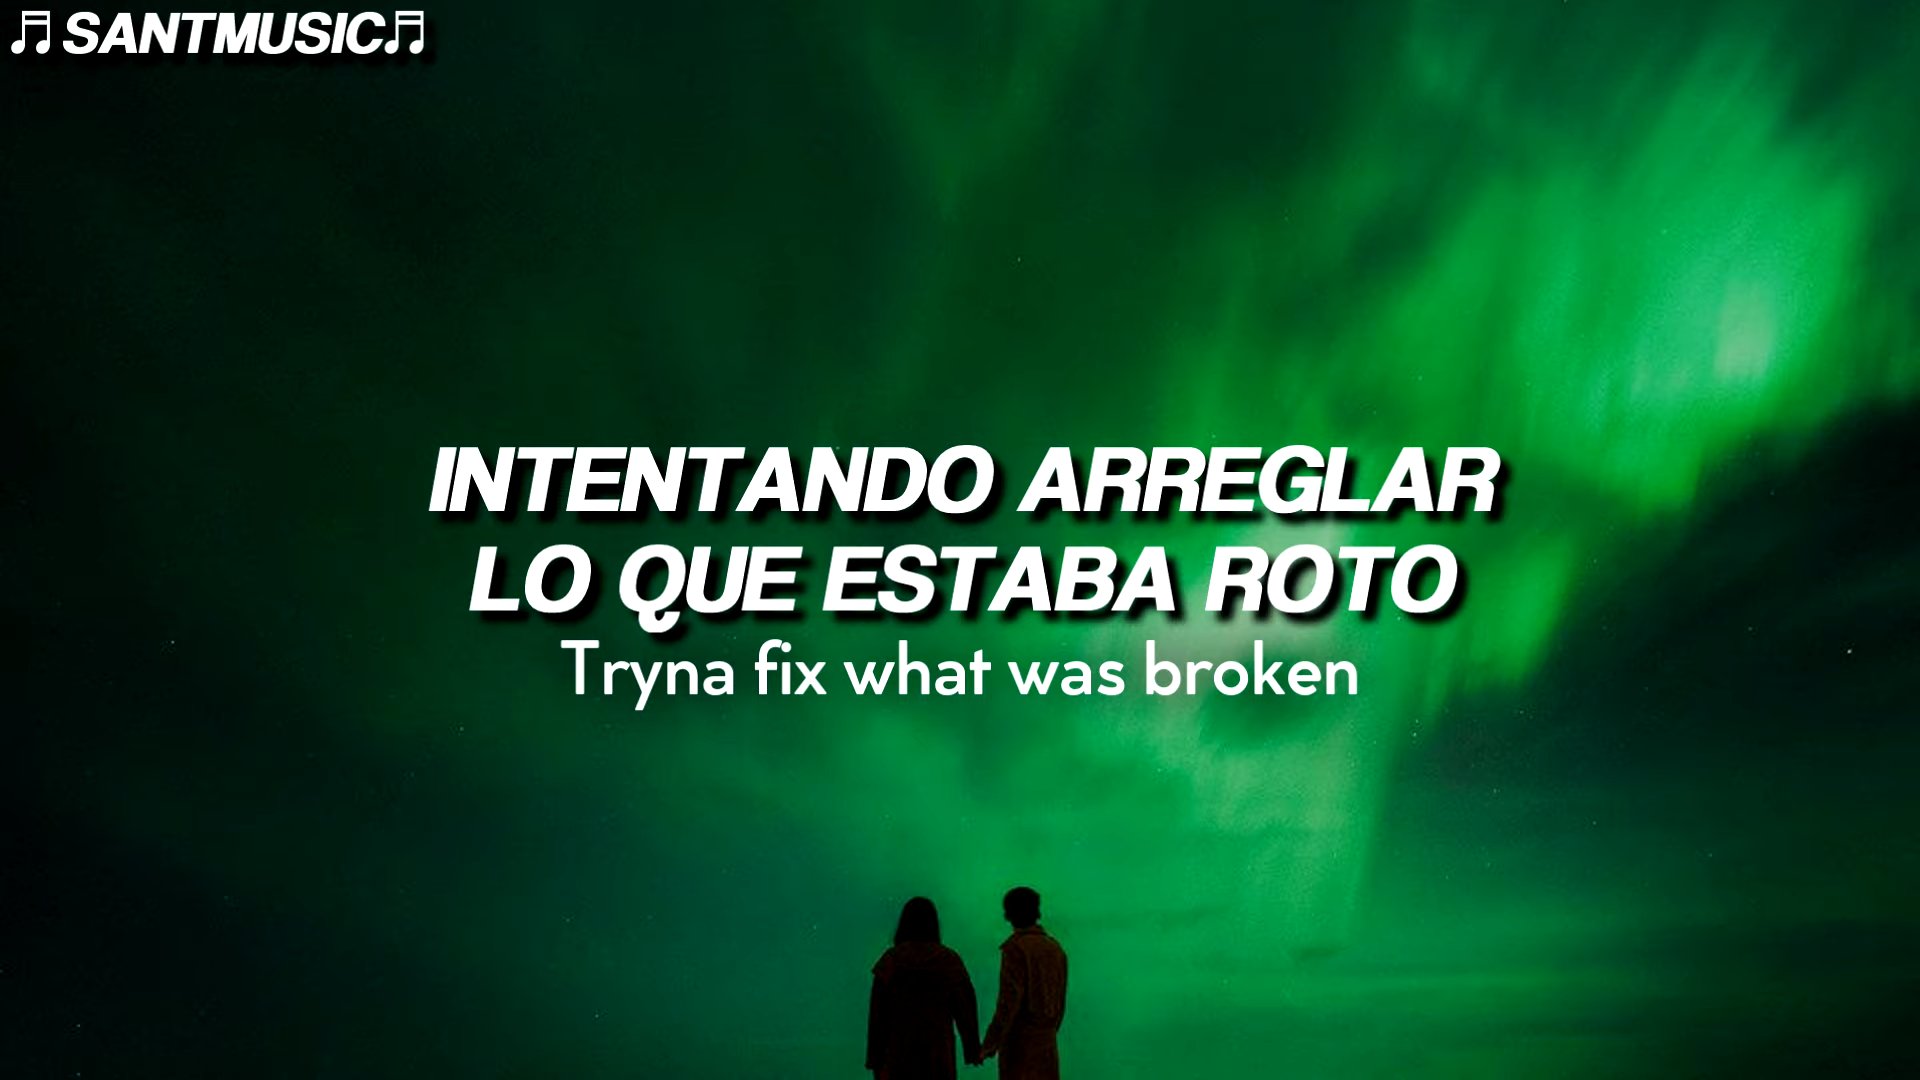 ♬SANTMUSIC♬
INTENTANDO ARREGLAR
LO QUE ESTABA ROTO
Tryna fix what was broken